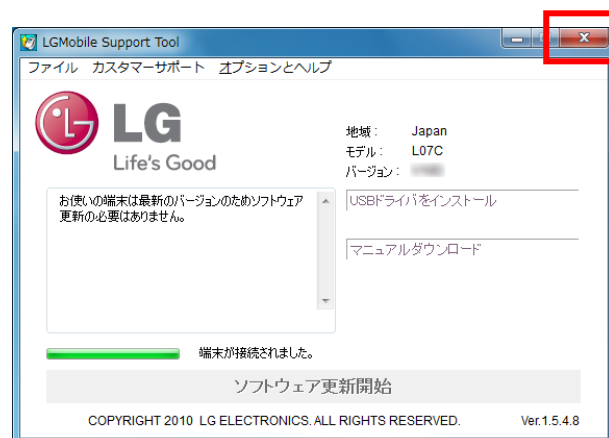 LGMobile Support Tool
ファイル カスタマーサポート オプションとヘルプ
LG
Life's Good
地域 : Japan
モデル : L07C
バージョン :
お使いの端末は最新のバージョンのためソフトウェア
更新の必要はありません。
USBドライバをインストール
マニュアルダウンロード
端末が接続されました。
ソフトウェア更新開始
COPYRIGHT 2010 LG ELECTRONICS. ALL RIGHTS RESERVED. Ver.1.5.4.8